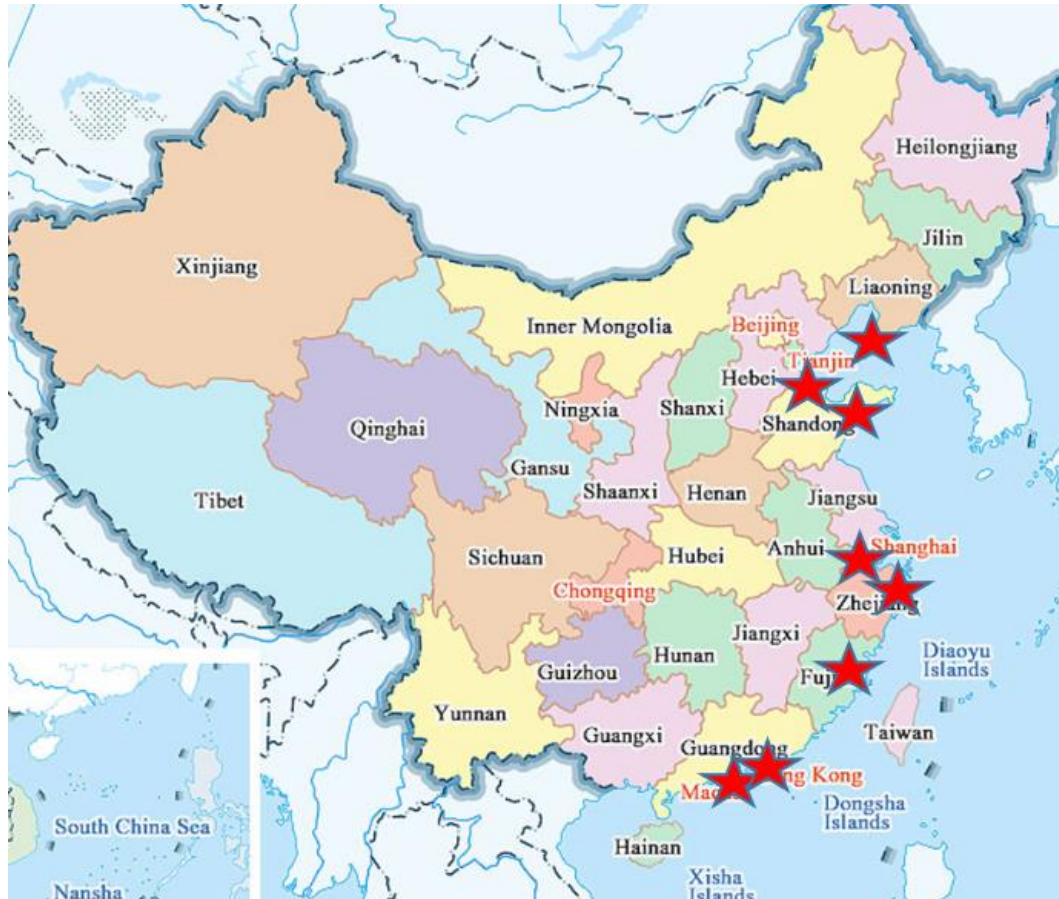 Heilongjiang
Jilin
Xinjiang
Liaoning
Inner Mongolia
Beijing
Tianjin
Hebei
Ningxia
Shanxi
Shandong
Qinghai
Gansu
Shaanxi
Henan
Jiangsu
Tibet
Sichuan
Hubei
Anhui
Shanghai
Chongqing
Zhejiang
Jiangxi
Hunan
Guizhou
Diaoyu
Islands
Yunnan
Guangxi
Guangdong
Taiwan
Kong
Dongsha
Islands
South China Sea
Hainan
Xisha
Islands
Nansha